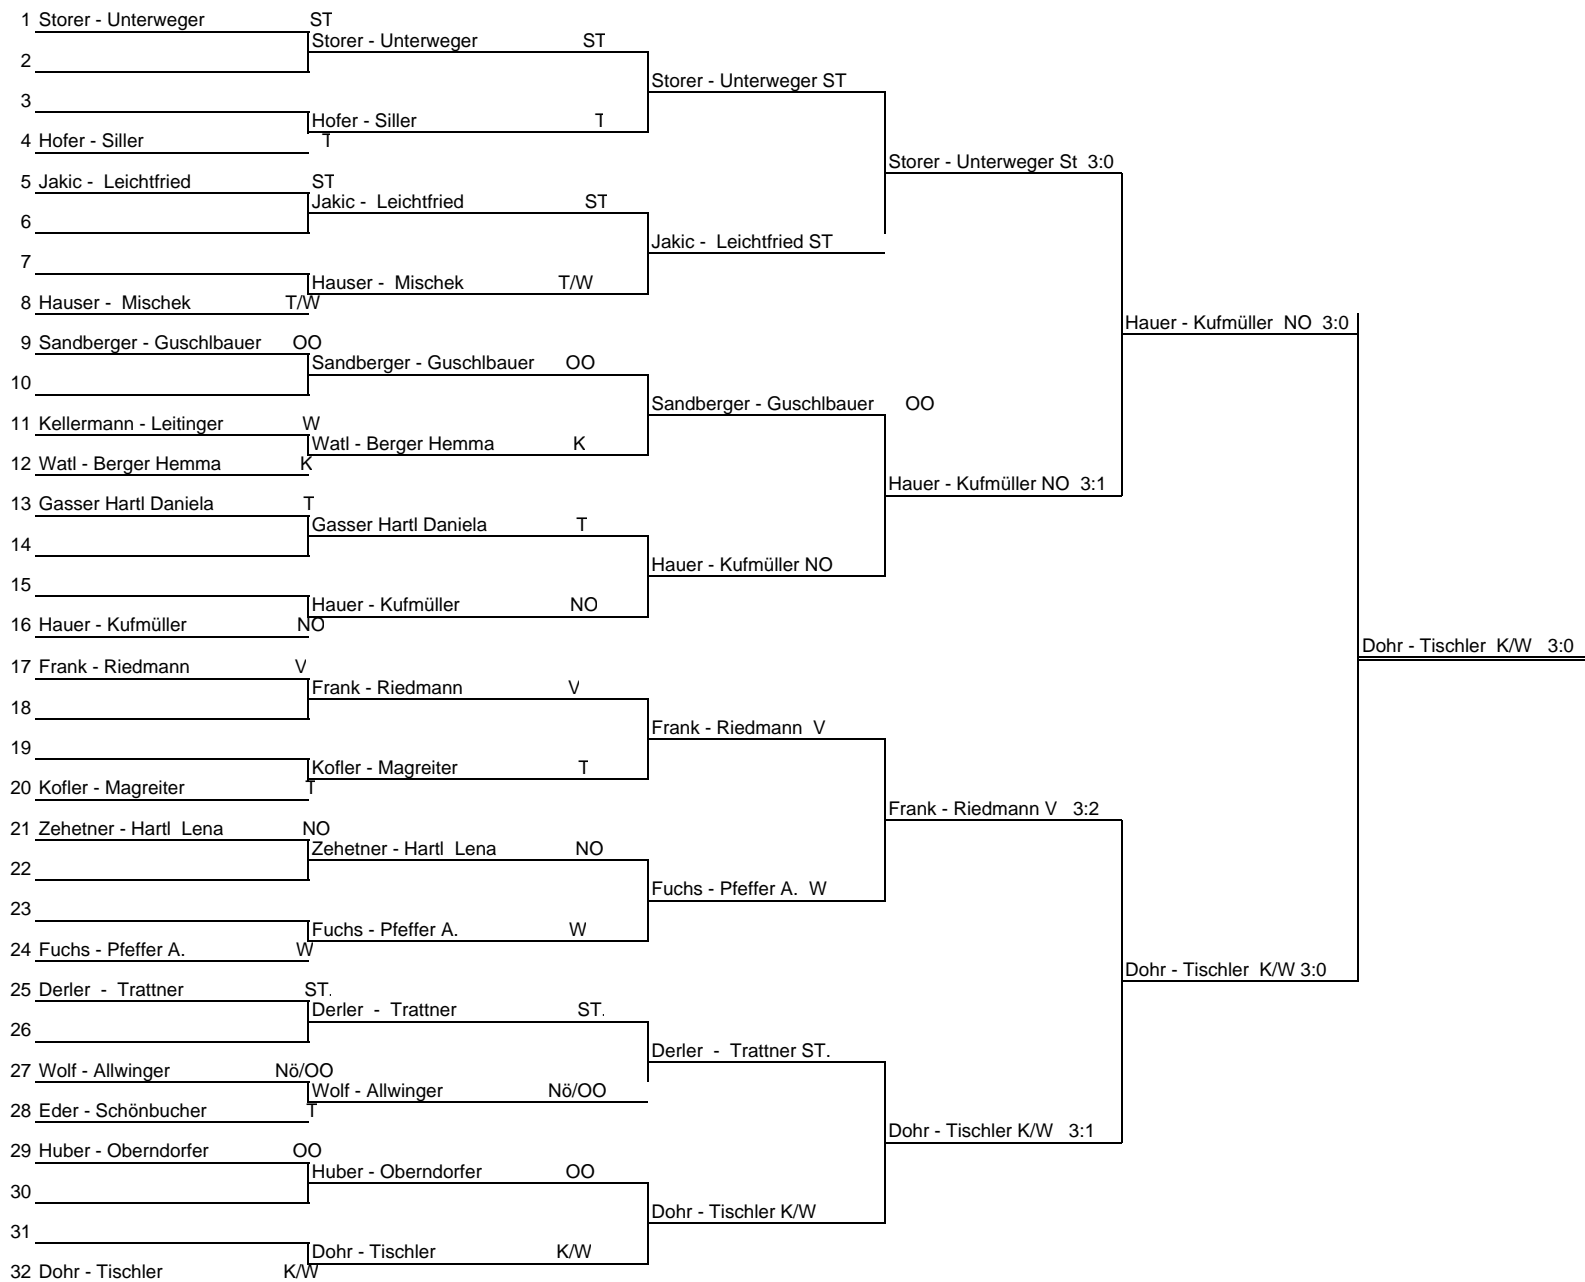 1 Storer - Unterweger ST
Storer - Unterweger ST
2
Storer - Unterweger ST
3
Hofer - Siller T
4 Hofer - Siller T
Storer - Unterweger St 3:0
5 Jakic - Leichtfried ST
Jakic - Leichtfried ST
6
Jakic - Leichtfried ST
7
Hauser - Mischek T/W
8 Hauser - Mischek T/W
Hauer - Kufmüller NO 3:0
9 Sandberger - Guschlbauer OO
Sandberger - Guschlbauer OO
10
Sandberger - Guschlbauer OO
11 Kellermann - Leitinger W
Watl - Berger Hemma K
12 Watl - Berger Hemma K
Hauer - Kufmüller NO 3:1
13 Gasser Hartl Daniela T
Gasser Hartl Daniela T
14
Hauer - Kufmüller NO
15
Hauer - Kufmüller NO
16 Hauer - Kufmüller NO
Dohr - Tischler K/W 3:0
17 Frank - Riedmann V
Frank - Riedmann V
18
Frank - Riedmann V
19
Kofler - Magreiter T
20 Kofler - Magreiter T
Frank - Riedmann V 3:2
21 Zehetner - Hartl Lena NO
Zehetner - Hartl Lena NO
22
Fuchs - Pfeffer A. W
23
Fuchs - Pfeffer A. W
24 Fuchs - Pfeffer A. W
Dohr - Tischler K/W 3:0
25 Derler - Trattner ST.
Derler - Trattner ST.
26
Derler - Trattner ST.
27 Wolf - Allwinger Nö/OO
Wolf - Allwinger Nö/OO
28 Eder - Schönbucher T
Dohr - Tischler K/W 3:1
29 Huber - Oberndorfer OO
Huber - Oberndorfer OO
30
Dohr - Tischler K/W
31
Dohr - Tischler K/W
32 Dohr - Tischler K/W